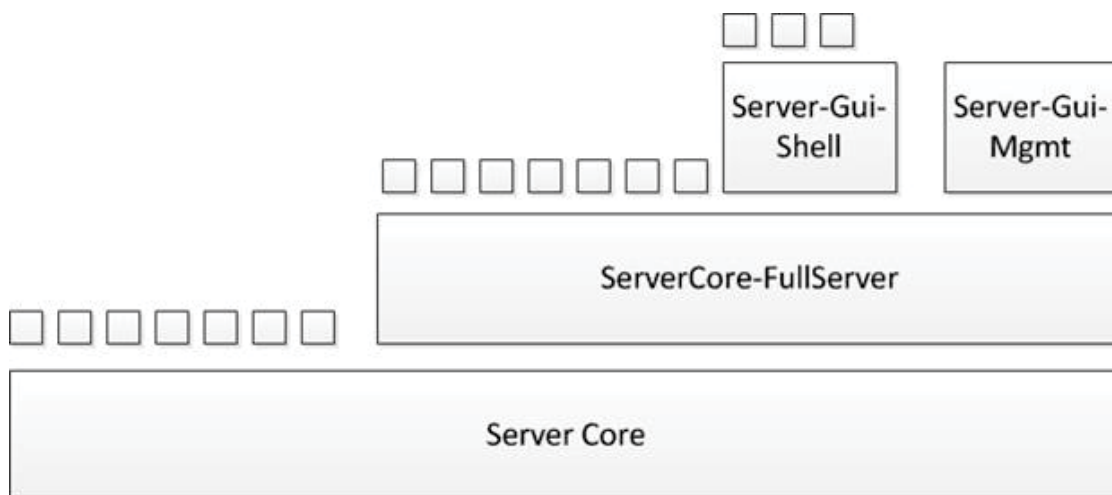 Server-Gui-
Shell
Server-Gui-
Mgmt
ServerCore-FullServer
Server Core